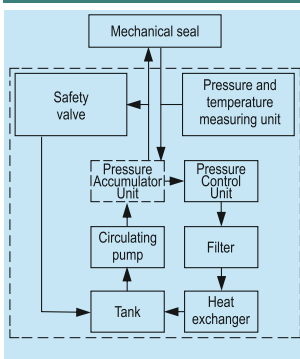 Mechanical seal
Safety
valve
Pressure and
temperature
measuring unit
Pressure
Accumulator
Unit
Pressure
Control
Unit
Circulating
pump
Filter
Tank
Heat
exchanger